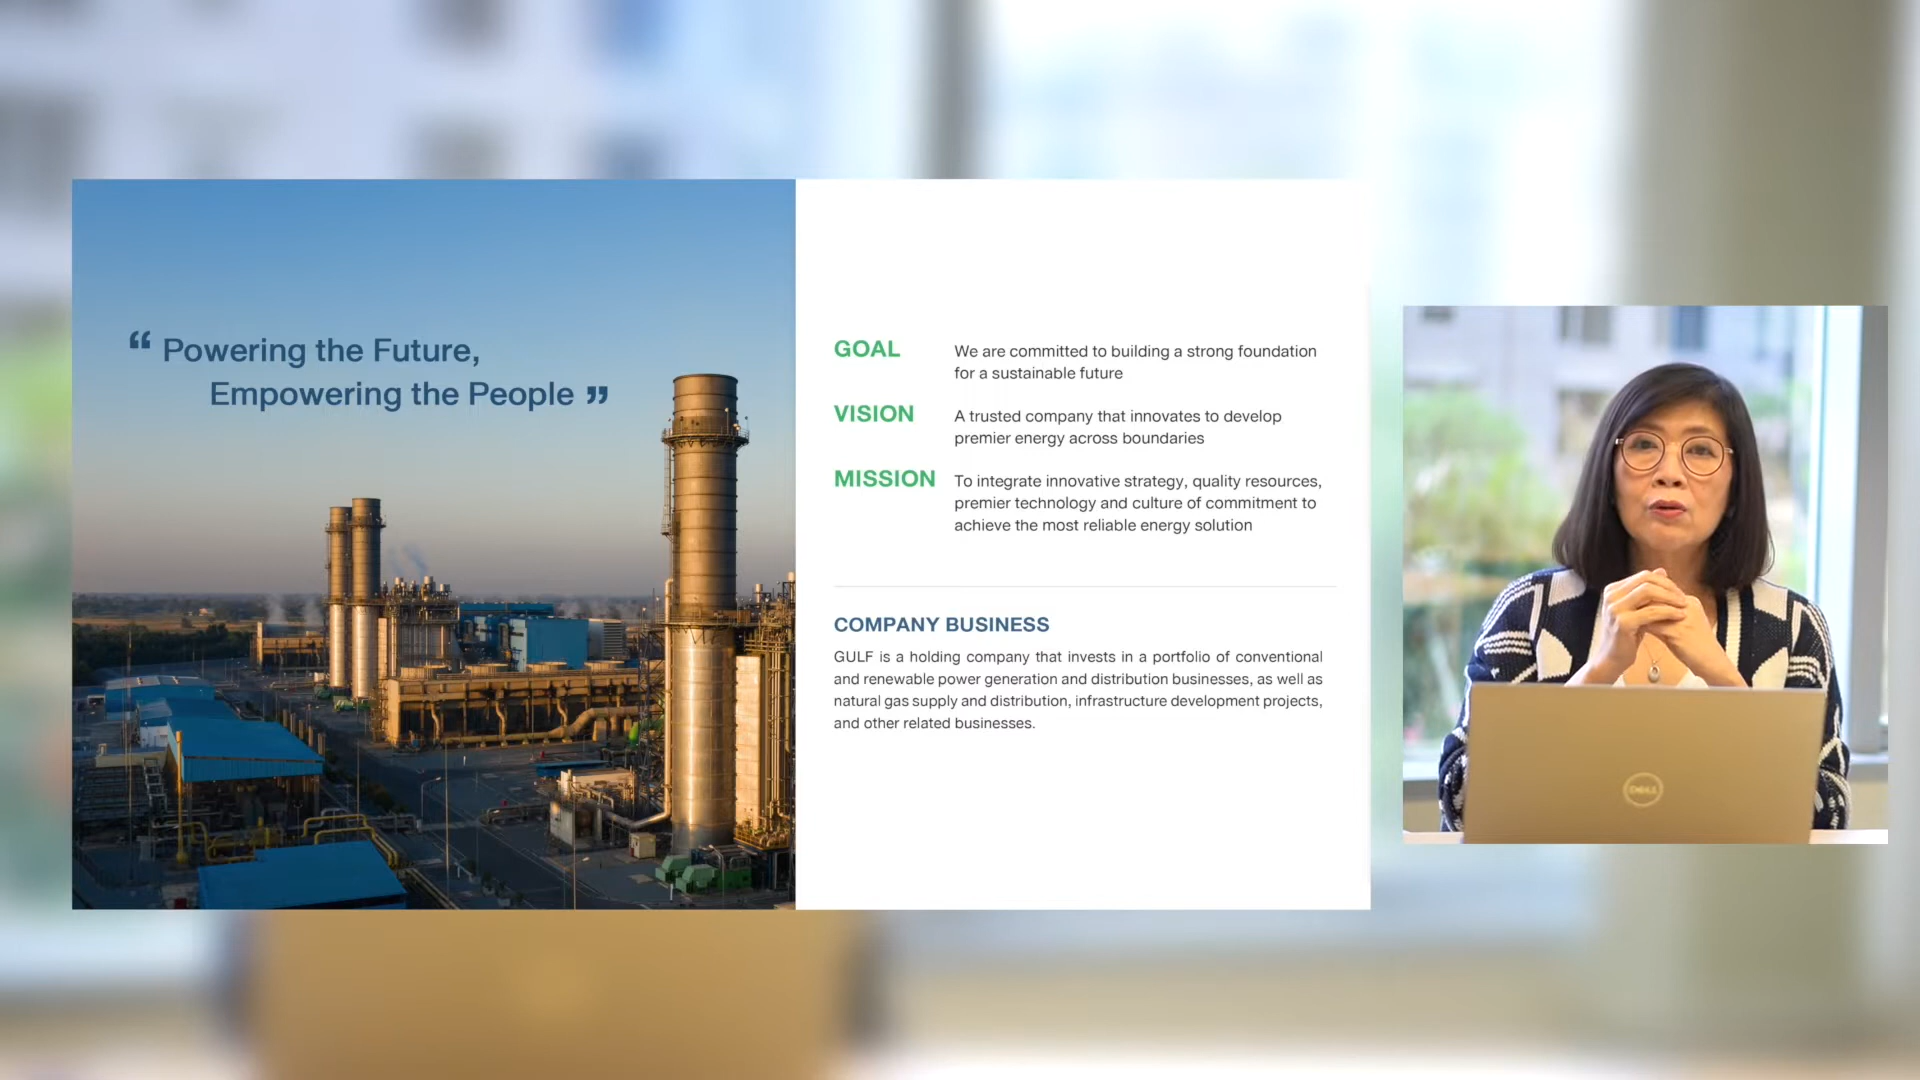 “ Powering the Future,
Empowering the People ”
GOAL
We are committed to building a strong foundation
for a sustainable future
VISION
A trusted company that innovates to develop
premier energy across boundaries
MISSION
To integrate innovative strategy, quality resources,
premier technology and culture of commitment to
achieve the most reliable energy solution
COMPANY BUSINESS
GULF is a holding company that invests in a portfolio of conventional
and renewable power generation and distribution businesses, as well as
natural gas supply and distribution, infrastructure development projects,
and other related businesses.
DELL